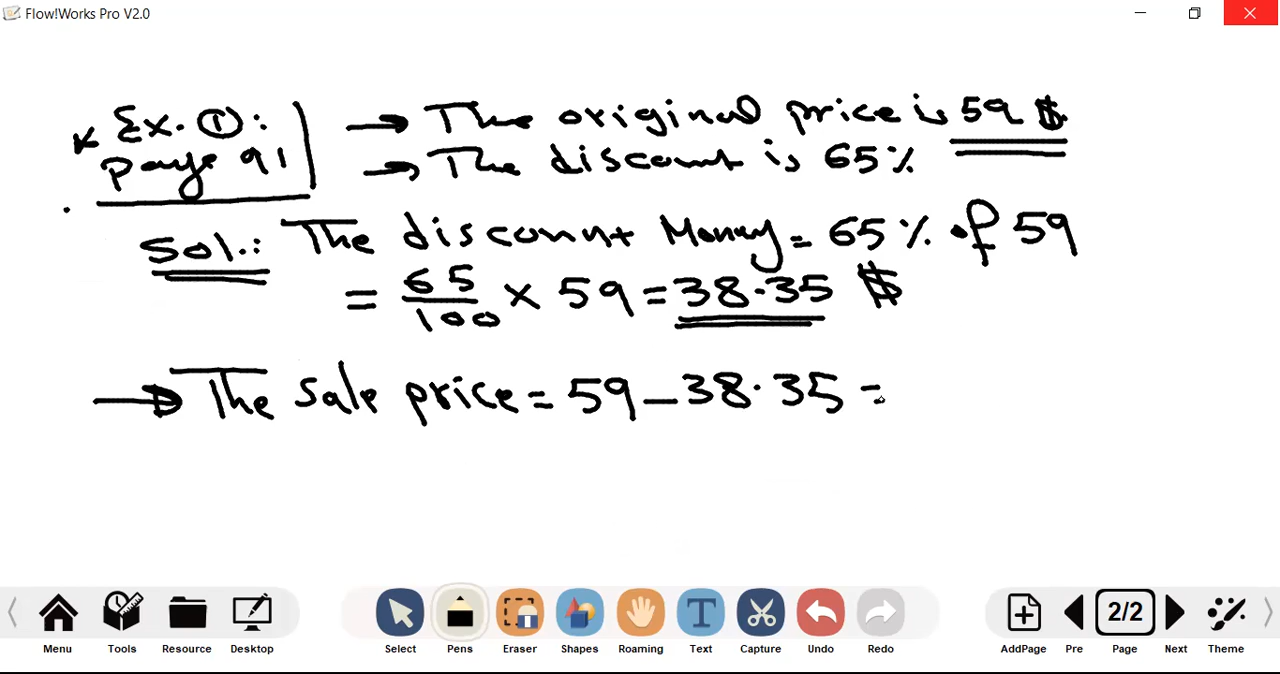 Flow!Works Pro V2.0
* Ex. ①: → The original price is 59 $.
page 91 → The discount is 65%
Sol.: The discount Money = 65% of 59
= 65/100 × 59 = 38.35 $
→ The Sale price = 59 - 38.35 =
Menu Tools Resource Desktop Select Pens Eraser Shapes Roaming Text Capture Undo Redo AddPage Pre 2/2 Page Next Theme